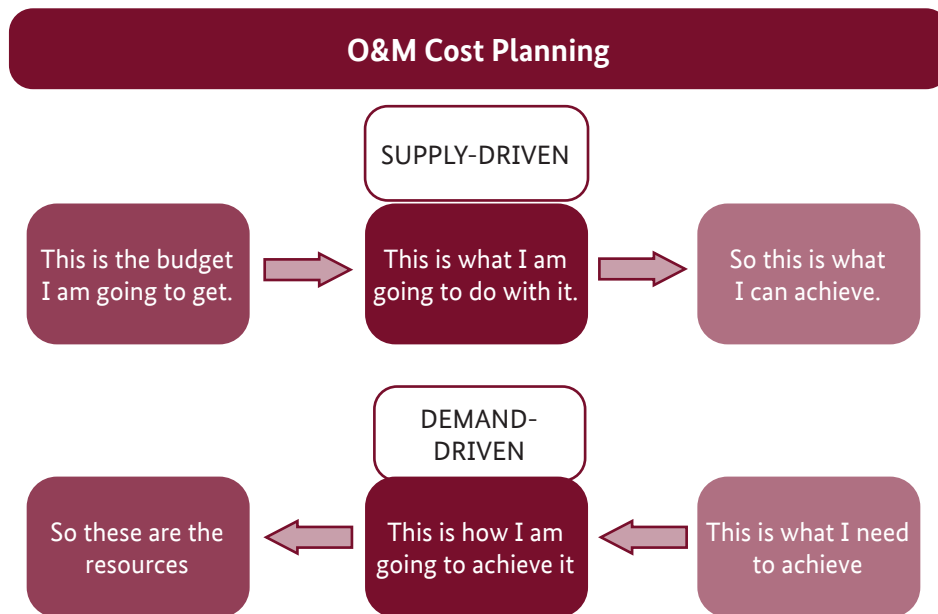 O&M Cost Planning
SUPPLY-DRIVEN
This is the budget
I am going to get.
This is what I am
going to do with it.
So this is what
I can achieve.
DEMAND-
DRIVEN
So these are the
resources
This is how I am
going to achieve it
This is what I need
to achieve